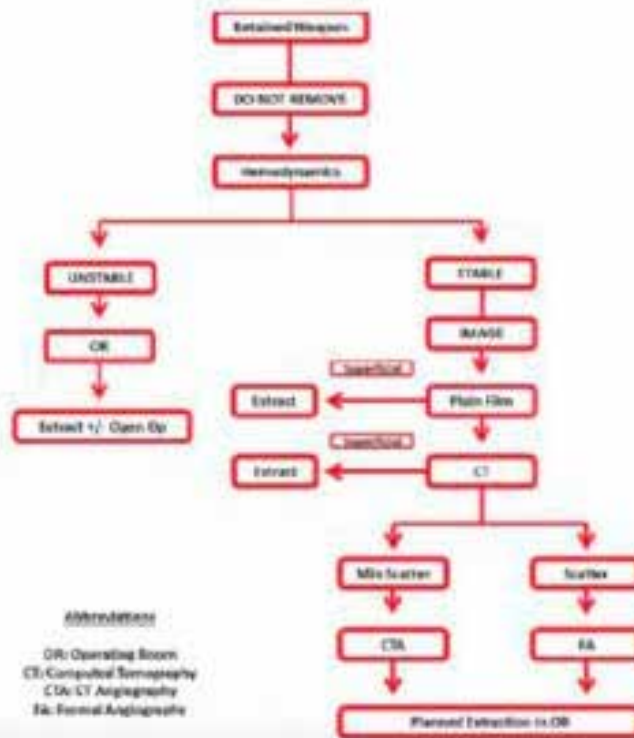 Retained Weapon
DO NOT REMOVE
Hemodynamics
UNSTABLE
STABLE
OR
IMAGE
Superficial
Extract
Plain Film
Extract +/- Open Op
Superficial
Extract
CT
Min Scatter
Scatter
CTA
FA
Planned Extraction in OR
Abbreviations
OR: Operating Room
CT: Computed Tomography
CTA: CT Angiography
FA: Formal Angiography